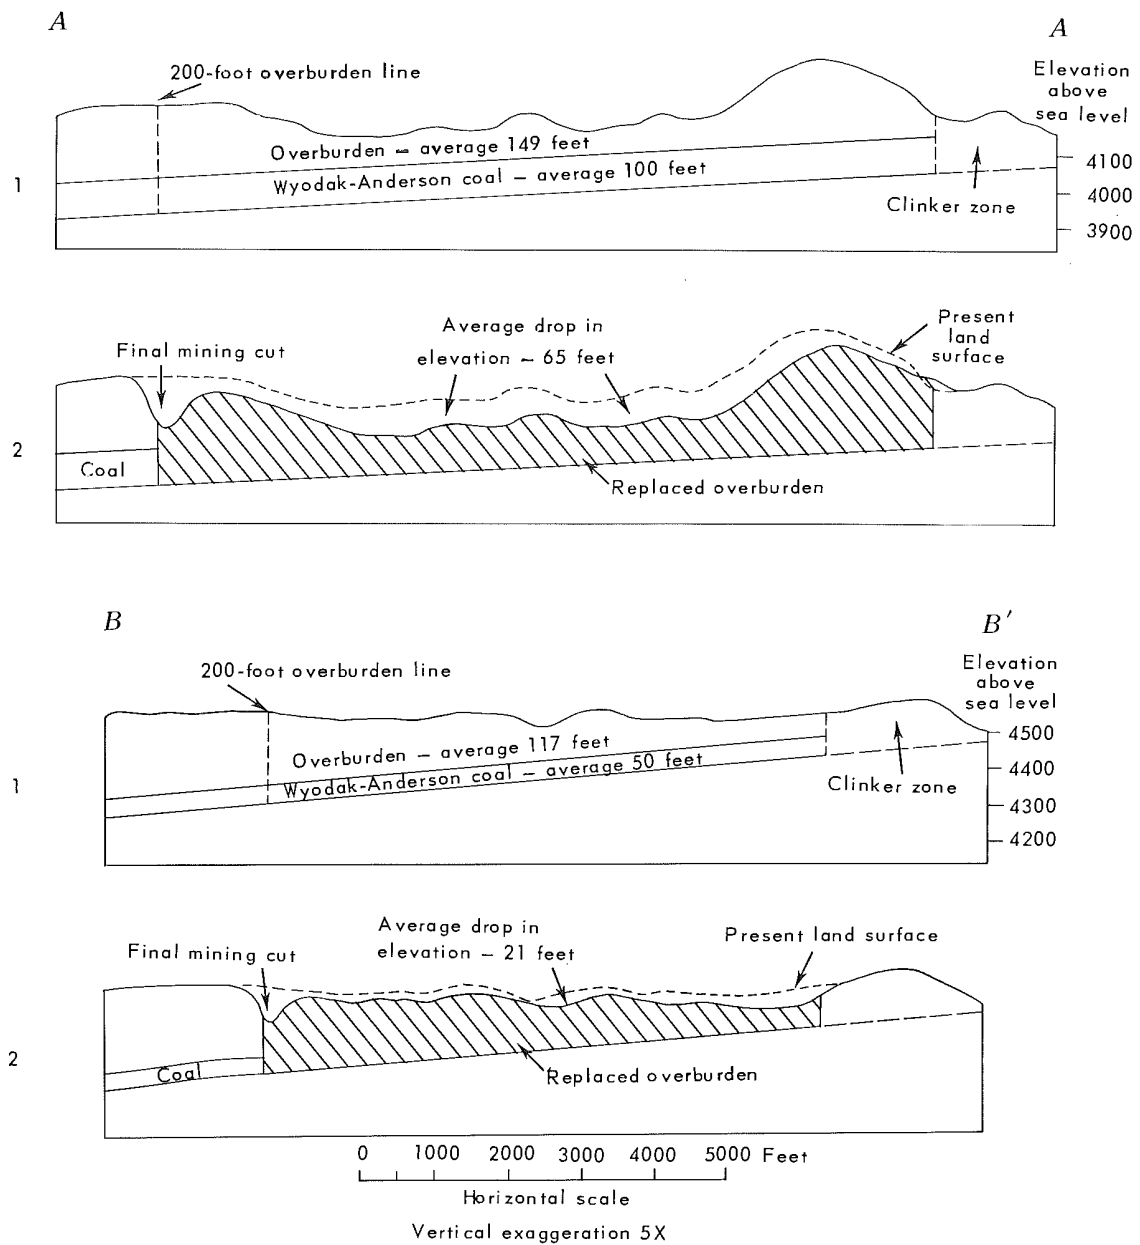 A
A
200-foot overburden line
Elevation
above
sea level
Overburden – average 149 feet
Wyodak-Anderson coal – average 100 feet
Clinker zone
4100
4000
3900
1
Final mining cut
Average drop in
elevation – 65 feet
Present
land
surface
Coal
Replaced overburden
2
B
B′
200-foot overburden line
Elevation
above
sea level
Overburden – average 117 feet
Wyodak-Anderson coal – average 50 feet
Clinker zone
4500
4400
4300
4200
1
Final mining cut
Average drop in
elevation – 21 feet
Present land surface
Coal
Replaced overburden
2
0 1000 2000 3000 4000 5000 Feet
Horizontal scale
Vertical exaggeration 5X